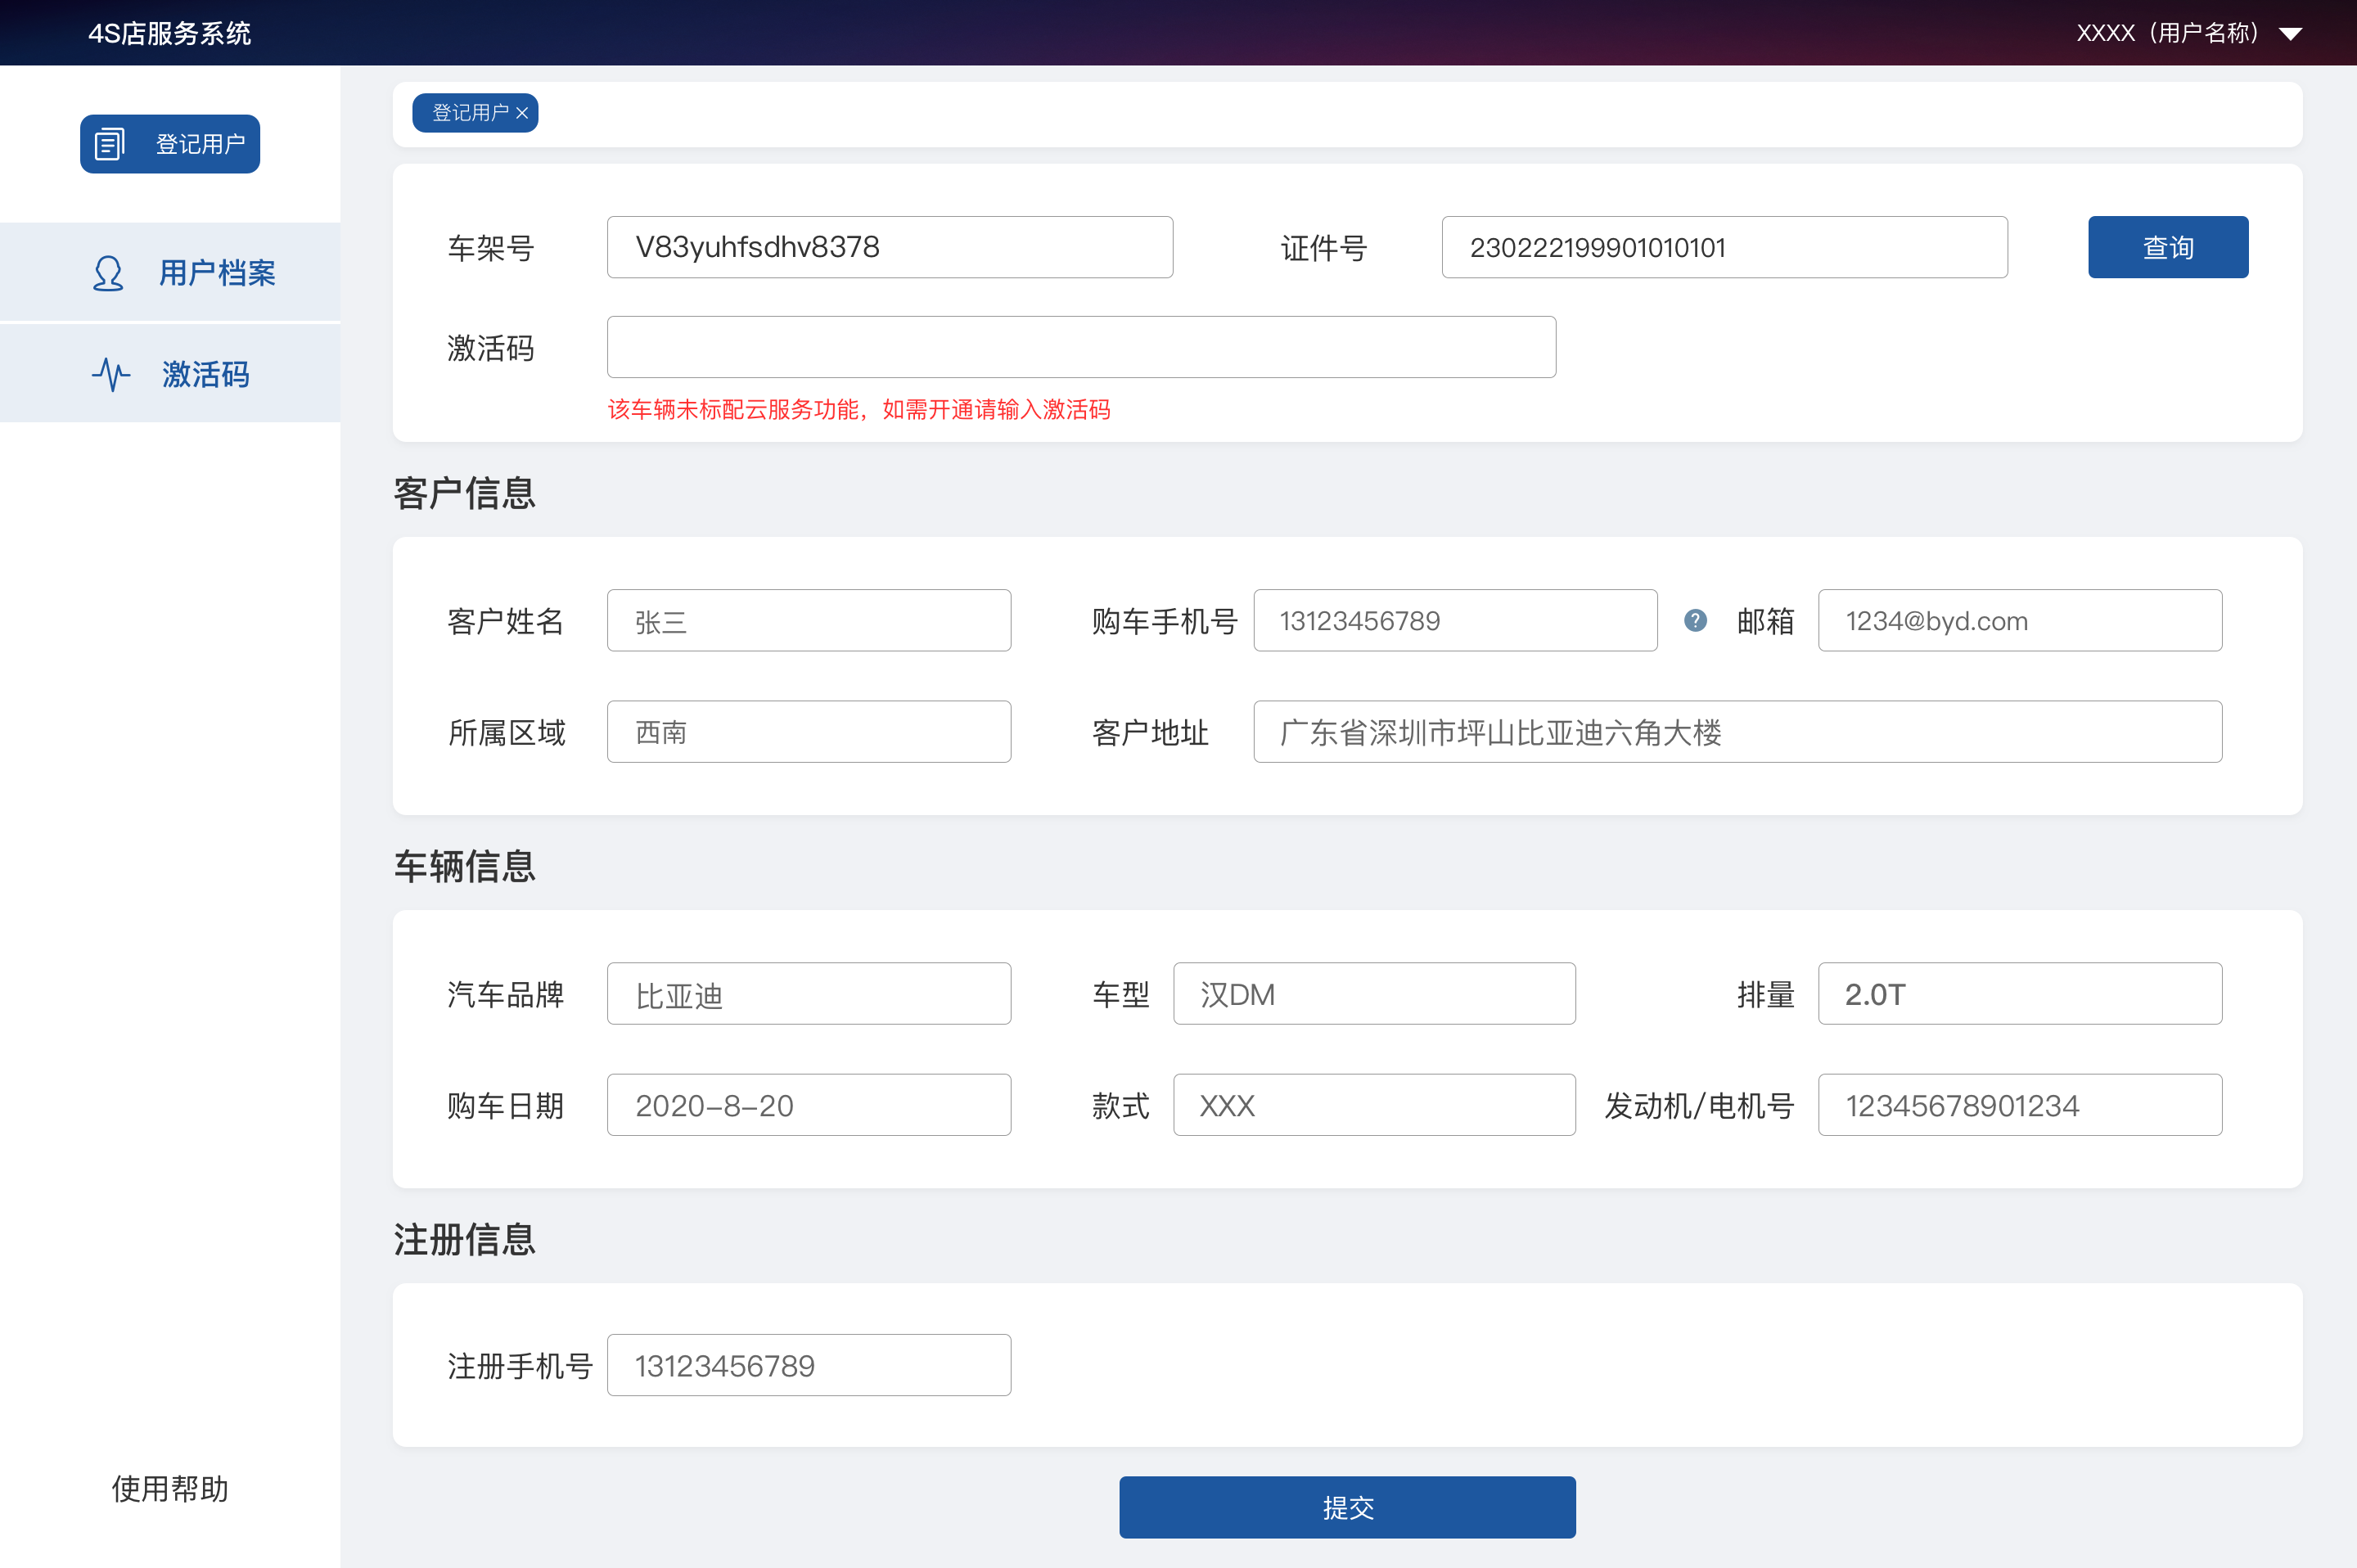 4S店服务系统
XXXX（用户名称）
登记用户
登记用户
用户档案
激活码
车架号 V83yuhfsdhv8378 证件号 230222199901010101 查询
激活码
该车辆未标配云服务功能，如需开通请输入激活码
客户信息
客户姓名 张三 购车手机号 13123456789 ? 邮箱 1234@byd.com
所属区域 西南 客户地址 广东省深圳市坪山比亚迪六角大楼
车辆信息
汽车品牌 比亚迪 车型 汉DM 排量 2.0T
购车日期 2020-8-20 款式 XXX 发动机/电机号 12345678901234
注册信息
注册手机号 13123456789
使用帮助
提交